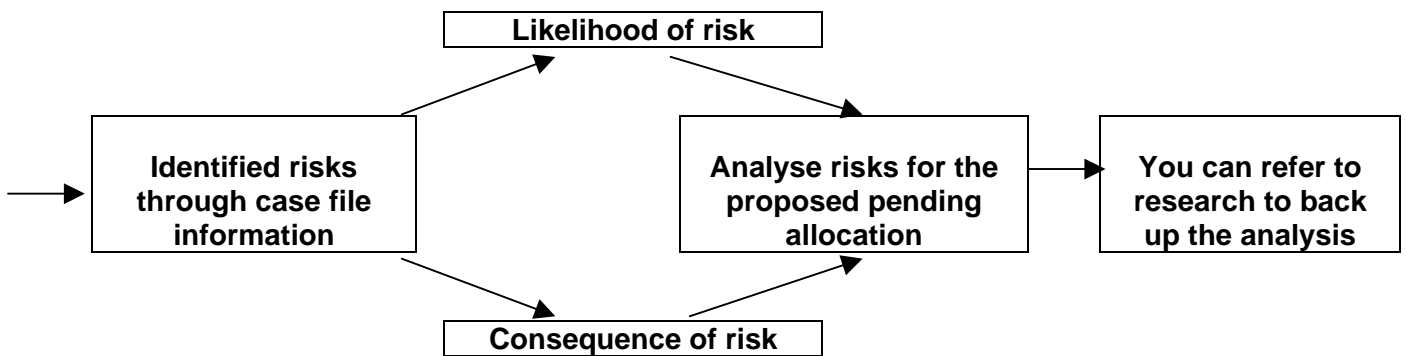 Likelihood of risk
Identified risks
through case file
information
Analyse risks for the
proposed pending
allocation
You can refer to
research to back
up the analysis
Consequence of risk